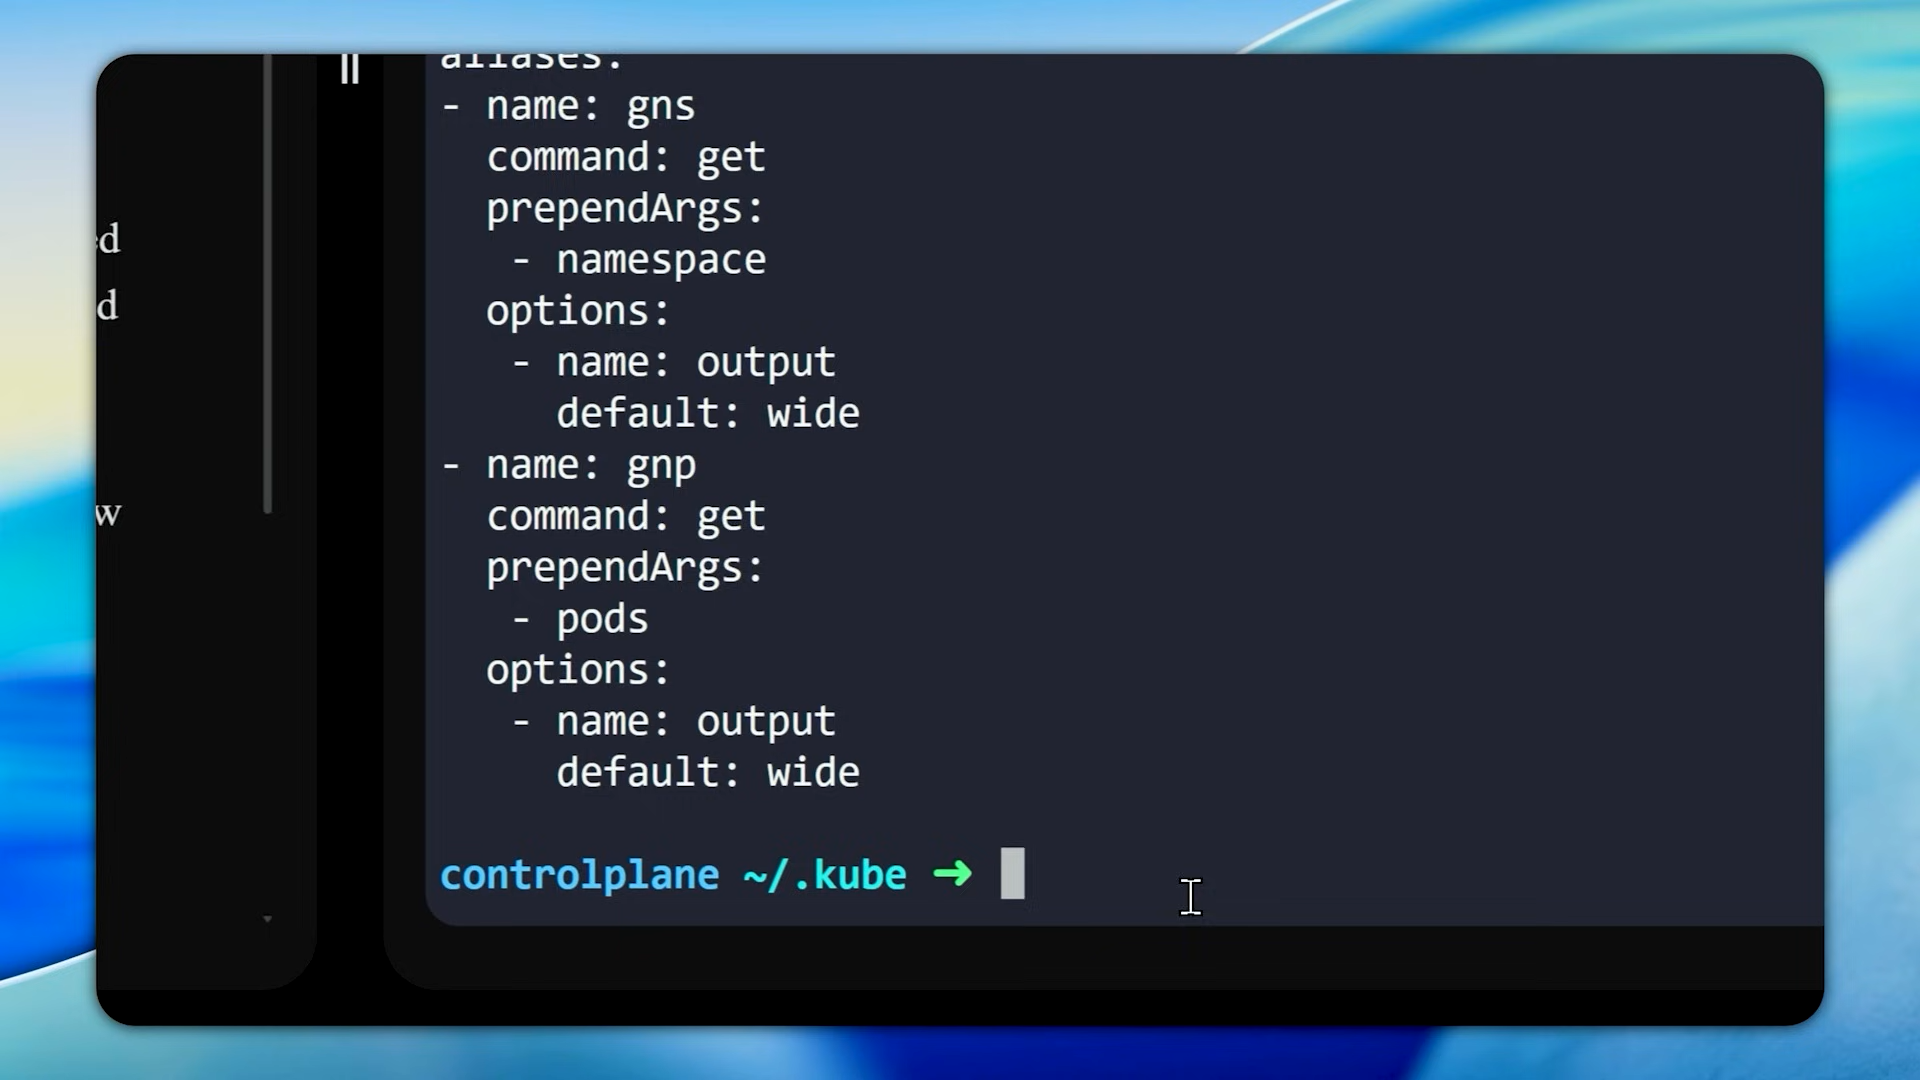 aliases:
- name: gns
  command: get
  prependArgs:
   - namespace
  options:
   - name: output
     default: wide
- name: gnp
  command: get
  prependArgs:
   - pods
  options:
   - name: output
     default: wide
controlplane ~/.kube ➜
d
w